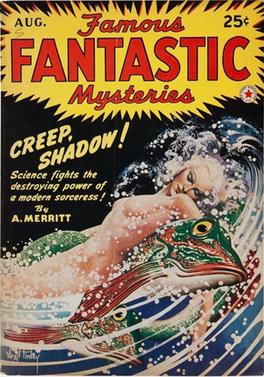 AUG.
Famous
25¢
FANTASTIC
Mysteries
CREEP,
SHADOW!
Science fights the
destroying power of
a modern sorceress!
By
A. MERRITT
Virgil Finlay